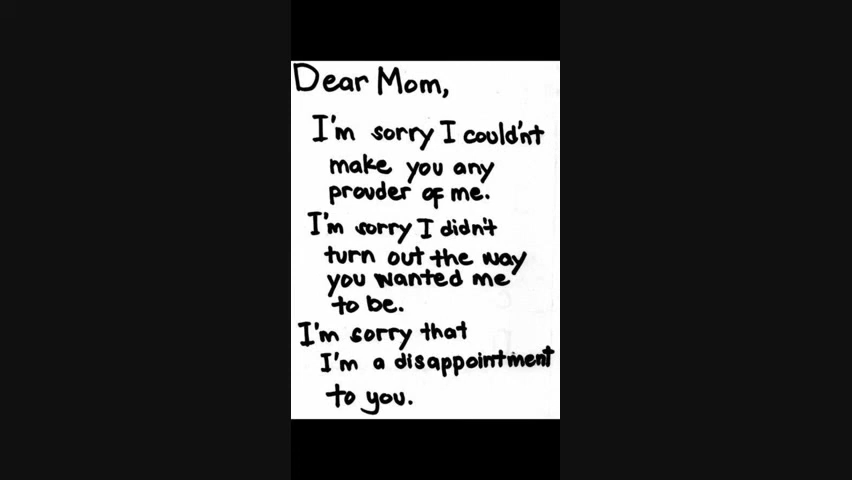 Dear Mom,
I'm sorry I couldn't
make you any
prouder of me.
I'm sorry I didn't
turn out the way
you wanted me
to be.
I'm sorry that
I'm a disappointment
to you.